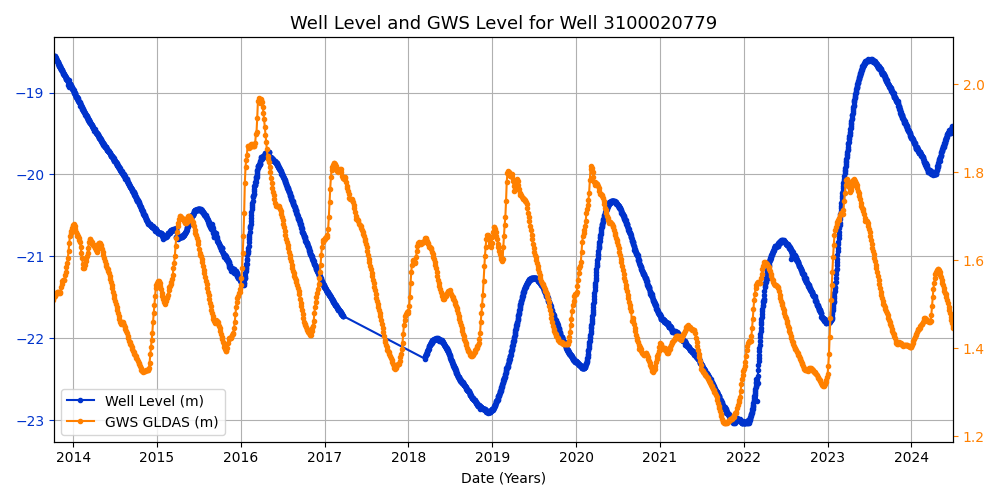 Well Level and GWS Level for Well 3100020779
−19
−20
−21
−22
−23
2.0
1.8
1.6
1.4
1.2
Well Level (m)
GWS GLDAS (m)
2014 2015 2016 2017 2018 2019 2020 2021 2022 2023 2024
Date (Years)